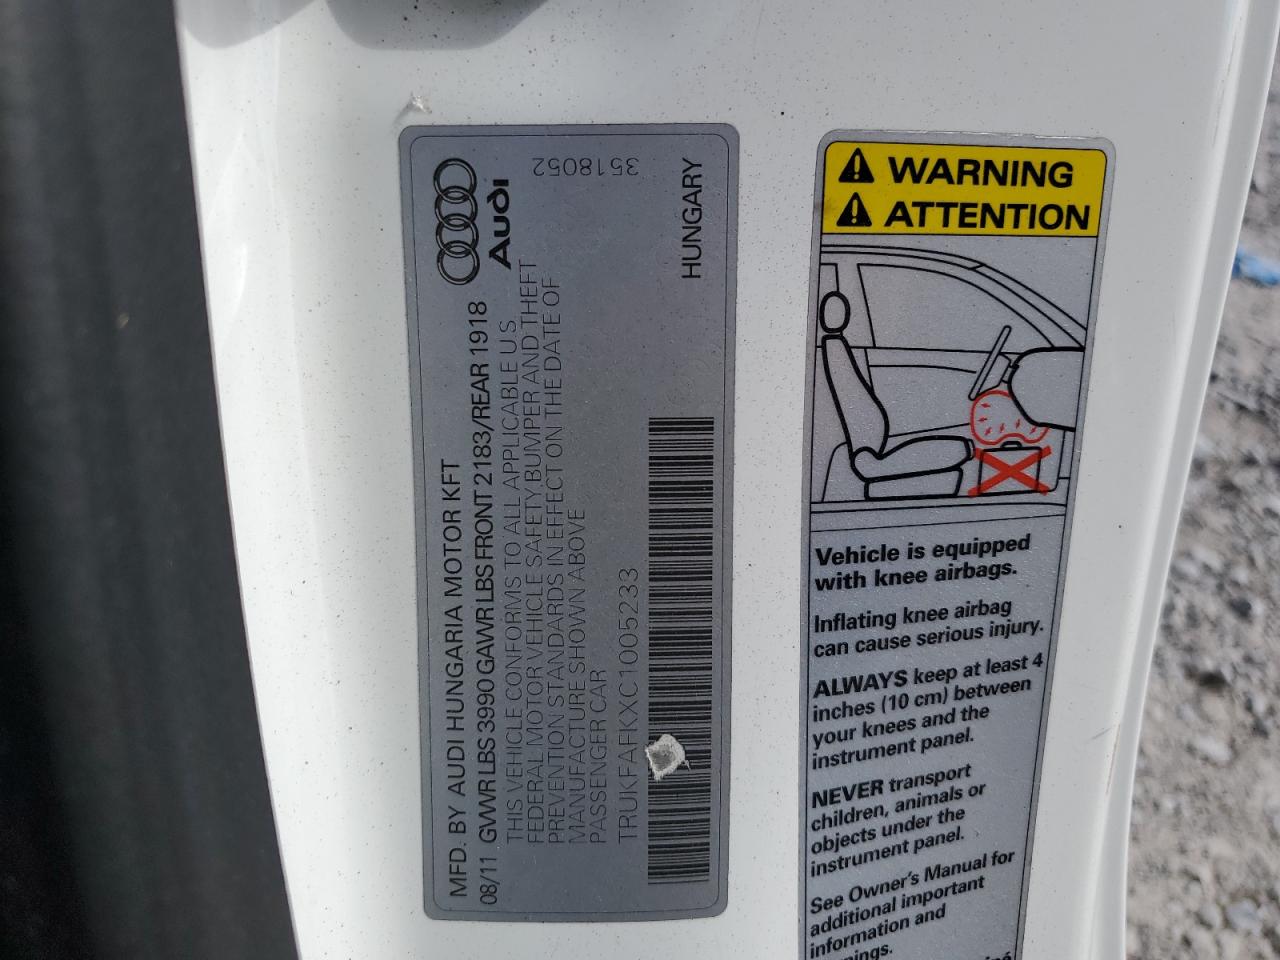 MFD. BY AUDI HUNGARIA MOTOR KFT
08/11 GVWR LBS 3990 GAWR LBS FRONT 2183/REAR 1918
THIS VEHICLE CONFORMS TO ALL APPLICABLE U S
FEDERAL MOTOR VEHICLE SAFETY, BUMPER AND THEFT
PREVENTION STANDARDS IN EFFECT ON THE DATE OF
MANUFACTURE SHOWN ABOVE
PASSENGER CAR
TRUKFAFKXC1005233
Audi
3518052
HUNGARY
WARNING
ATTENTION
Vehicle is equipped
with knee airbags.
Inflating knee airbag
can cause serious injury.
ALWAYS keep at least 4
inches (10 cm) between
your knees and the
instrument panel.
NEVER transport
children, animals or
objects under the
instrument panel.
See Owner's Manual for
additional important
information and